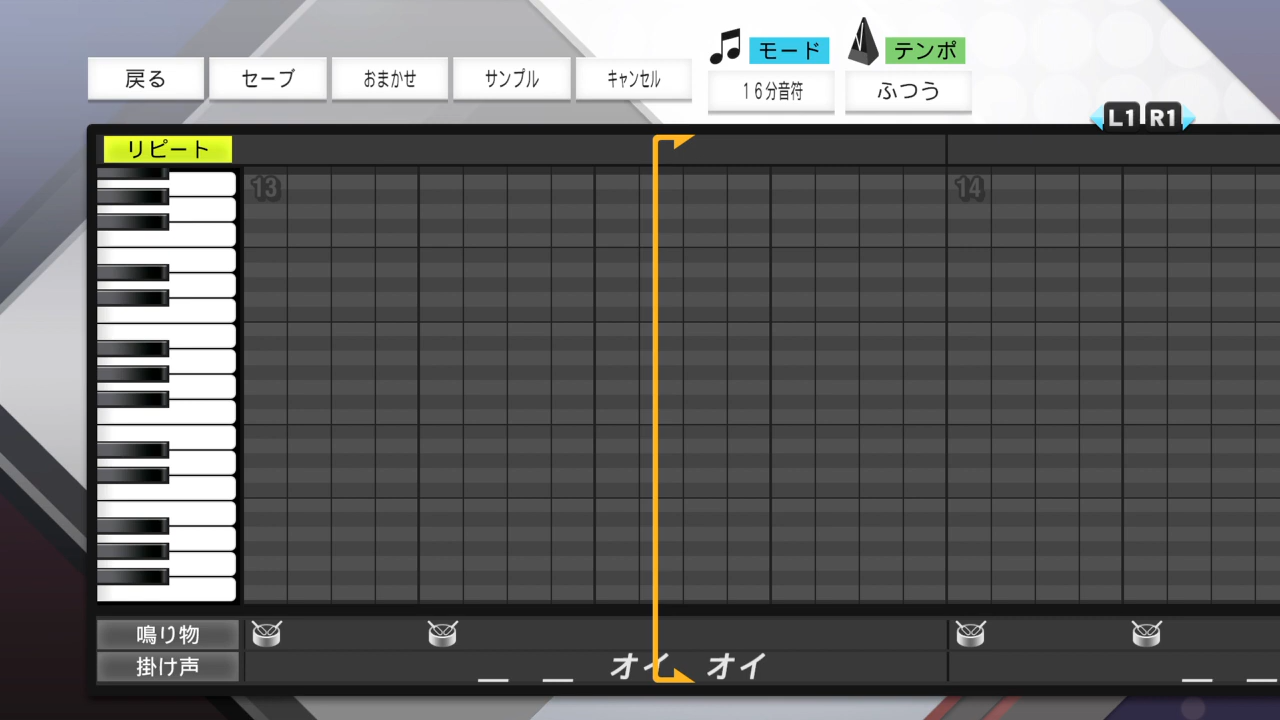 モード テンポ
戻る セーブ おまかせ サンプル キャンセル １６分音符 ふつう
L1 R1
リピート
13 14
鳴り物
掛け声 オイ オイ